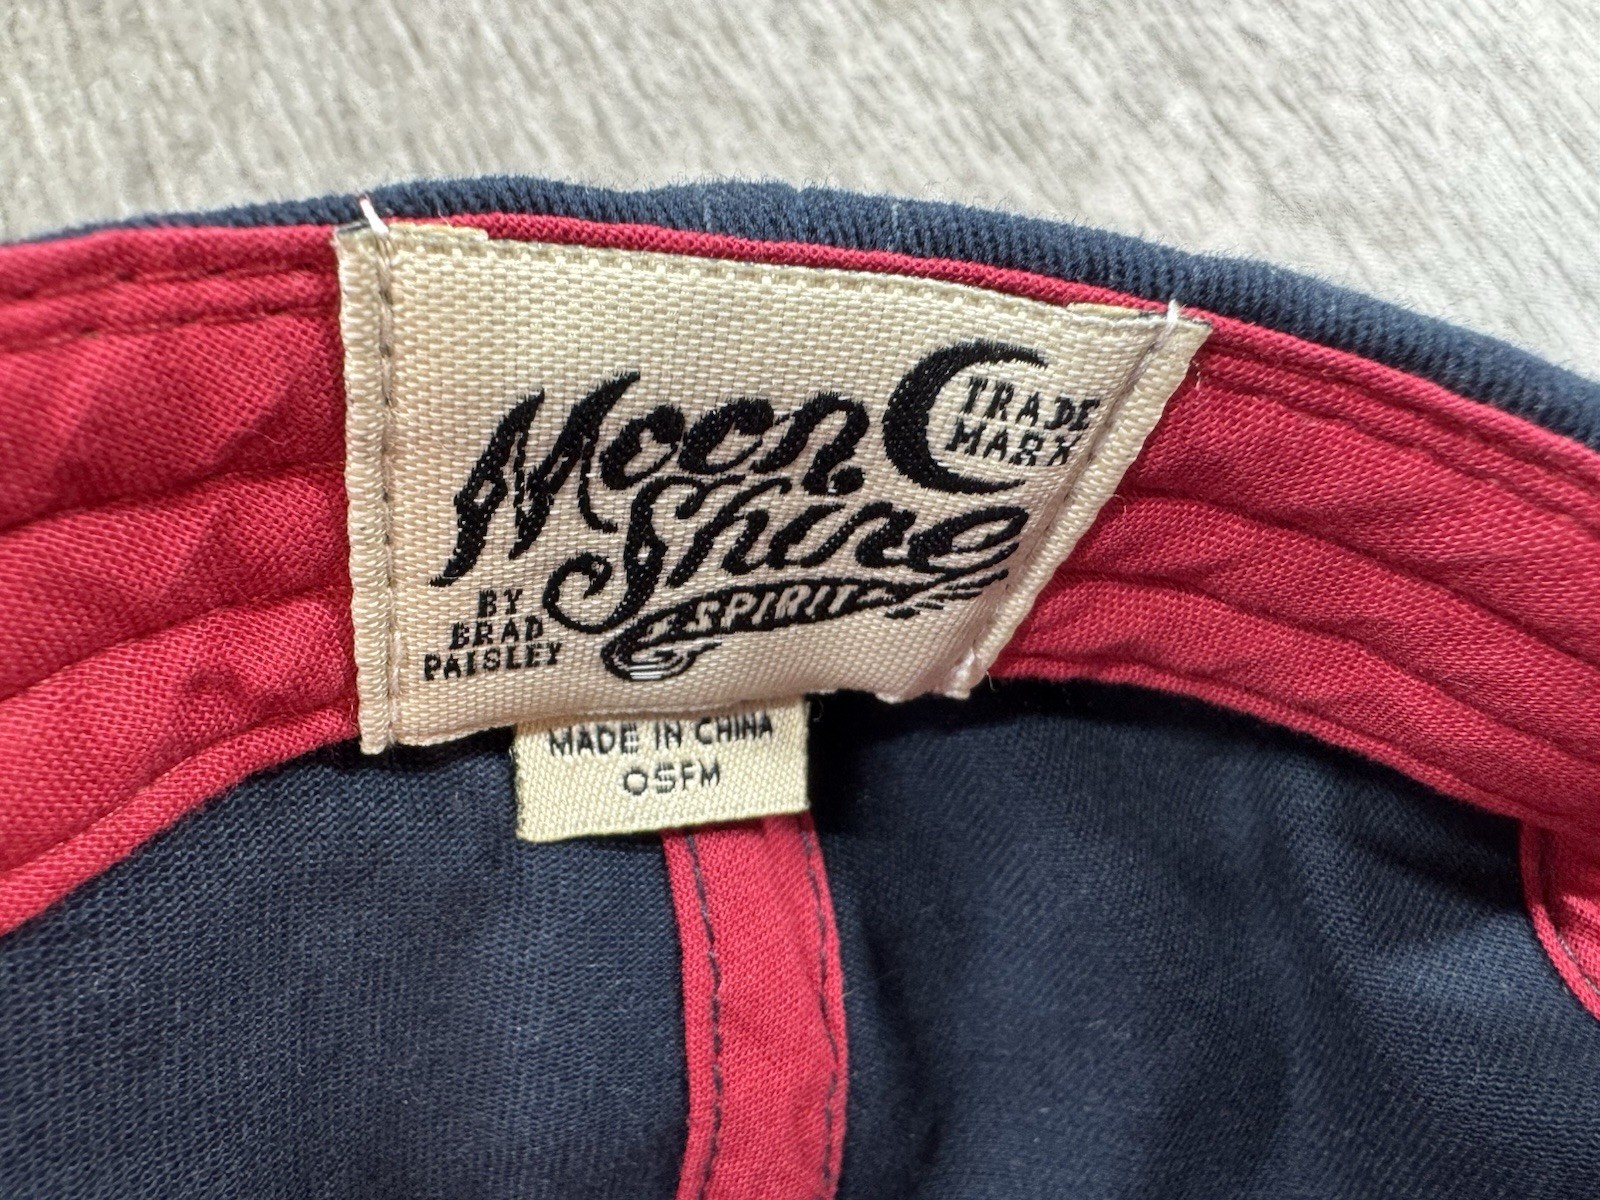 Moon
TRADE
MARK
Shine
SPIRIT
BY
BRAD
PAISLEY
MADE IN CHINA
OSFM